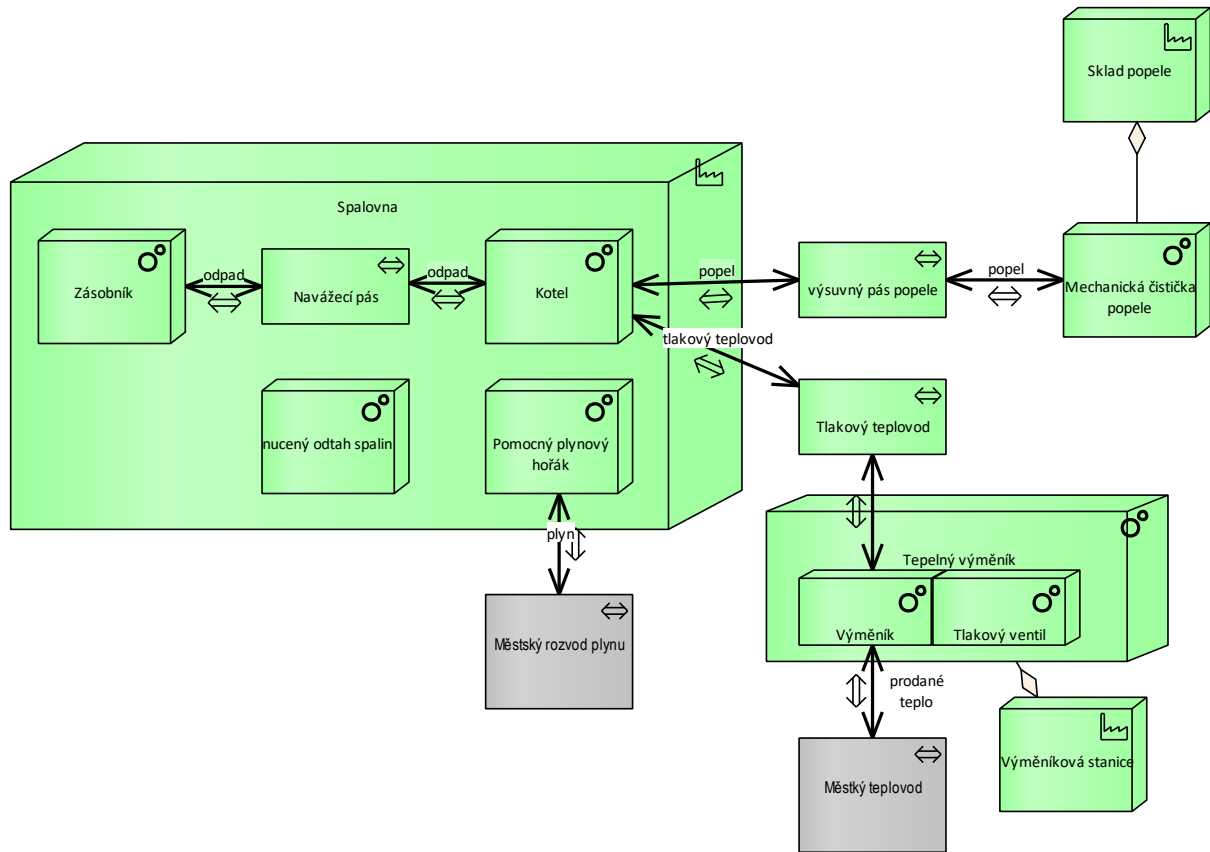 Sklad popele
Spalovna
Zásobník
odpad
Navážecí pás
odpad
Kotel
popel
výsuvný pás popele
popel
Mechanická čistička
popele
tlakový teplovod
nucený odtah spalin
Pomocný plynový
hořák
Tlakový teplovod
plyn
Tepelný výměník
Výměník
Tlakový ventil
Městský rozvod plynu
prodané
teplo
Výměníková stanice
Městký teplovod